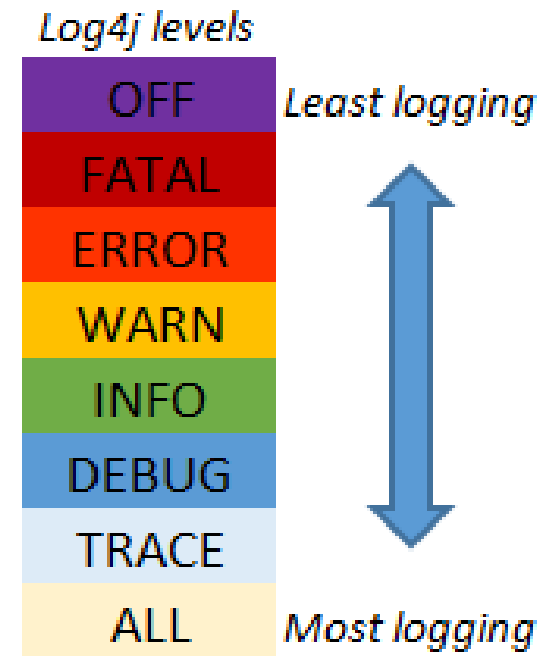 Log4j levels
OFF
Least logging
FATAL
ERROR
WARN
INFO
DEBUG
TRACE
ALL
Most logging